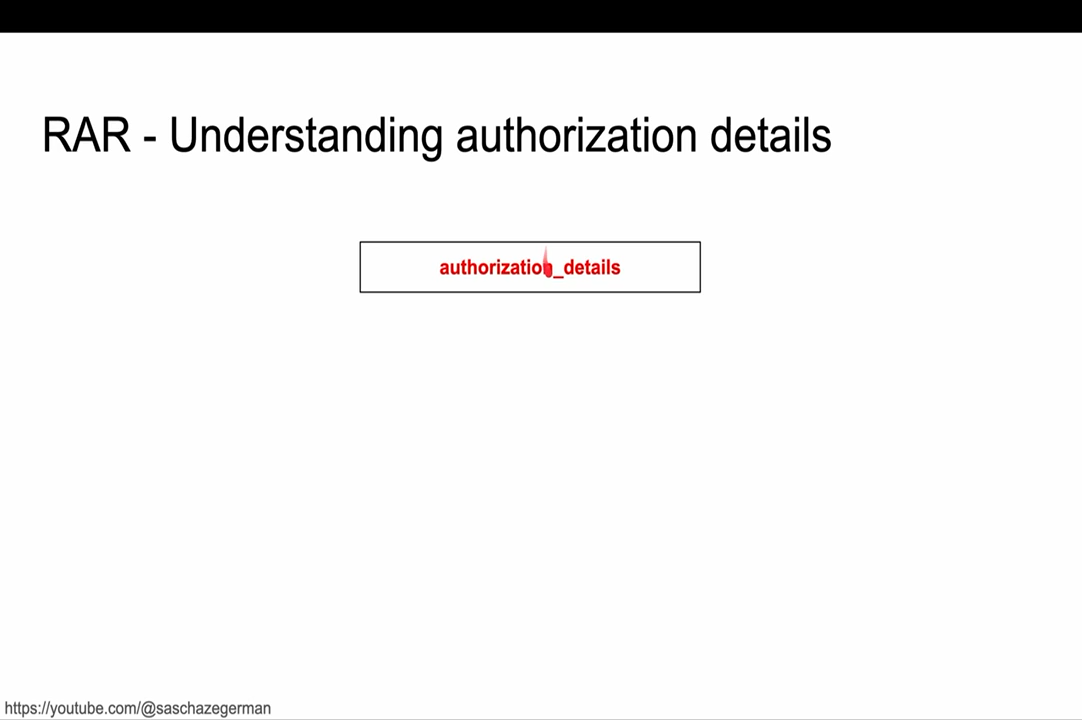 RAR - Understanding authorization details
authorization_details
https://youtube.com/@saschazegerman